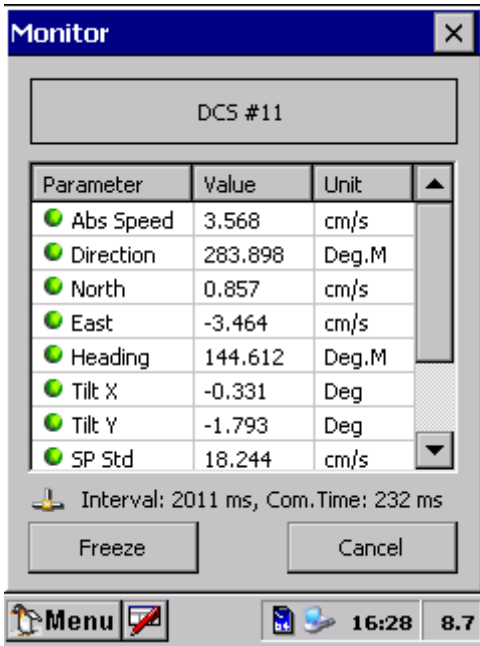 Monitor
DCS #11
Parameter Value Unit
Abs Speed 3.568 cm/s
Direction 283.898 Deg.M
North 0.857 cm/s
East -3.464 cm/s
Heading 144.612 Deg.M
Tilt X -0.331 Deg
Tilt Y -1.793 Deg
SP Std 18.244 cm/s
Interval: 2011 ms, Com.Time: 232 ms
Freeze Cancel
Menu 16:28 8.7